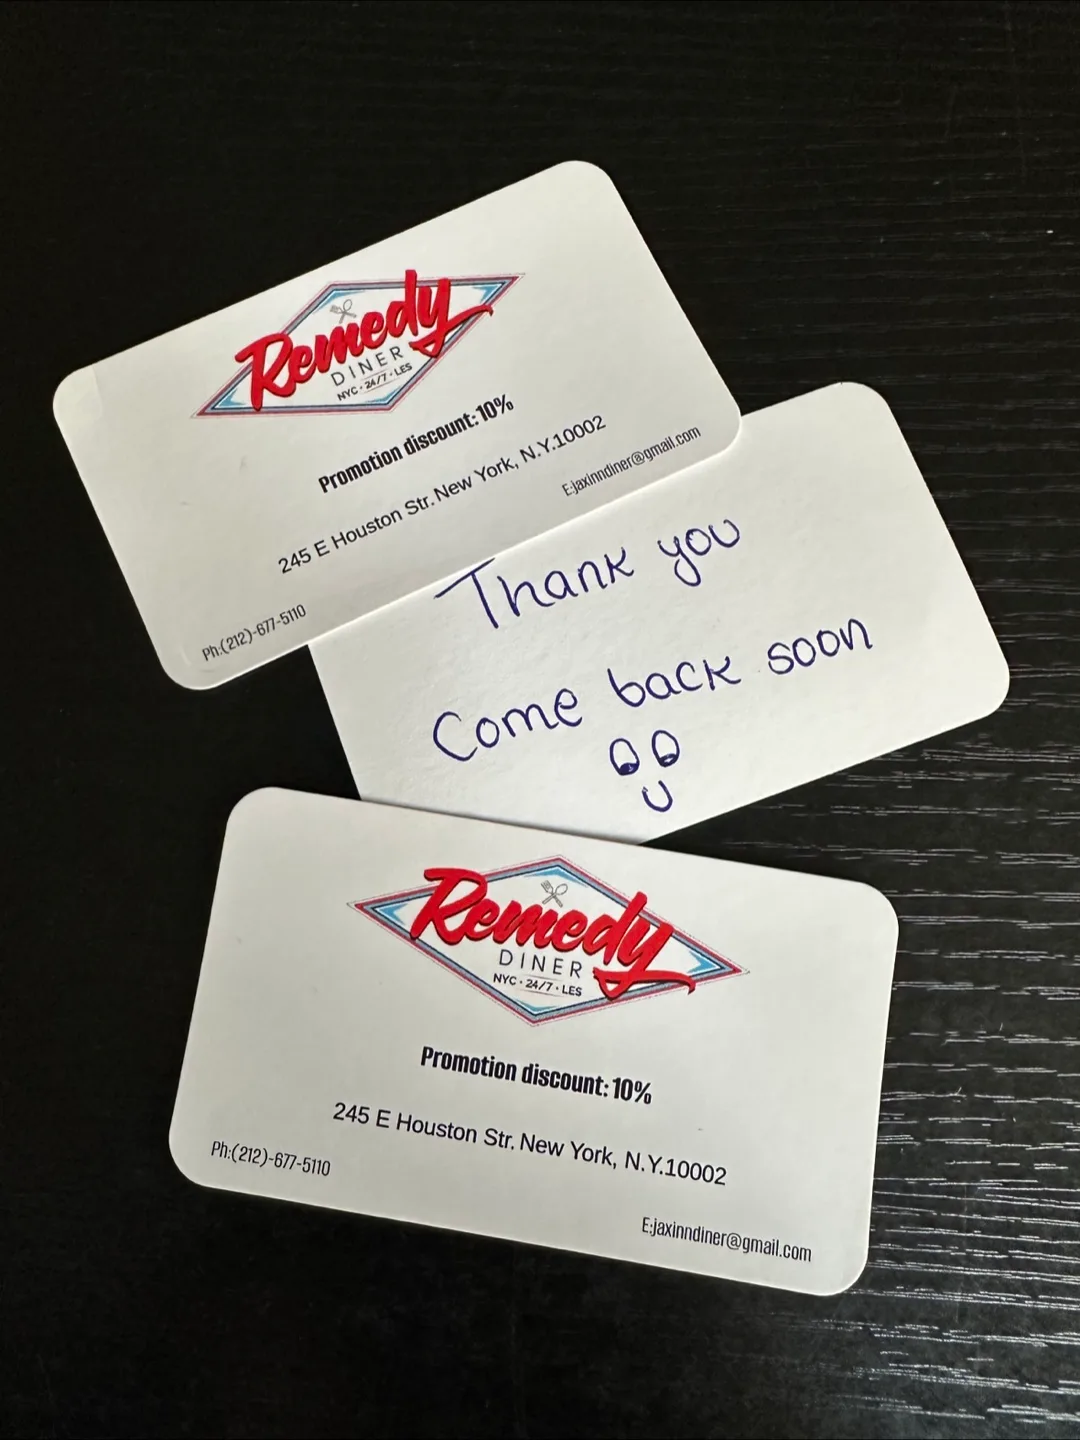 Remedy
DINER
NYC · 24/7 · LES
Promotion discount: 10%
245 E Houston Str. New York, N.Y.10002
E:jaxinndiner@gmail.com
Ph:(212)-677-5110
Thank you
Come back soon
Remedy
DINER
NYC · 24/7 · LES
Promotion discount: 10%
245 E Houston Str. New York, N.Y.10002
Ph:(212)-677-5110
E:jaxinndiner@gmail.com